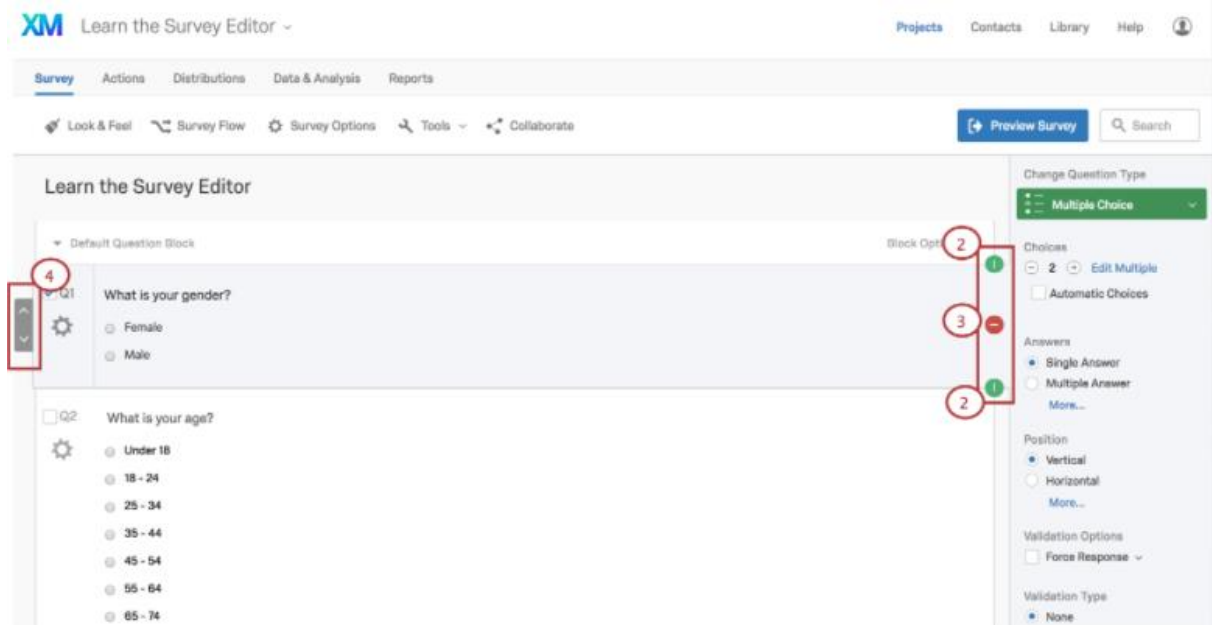 XM Learn the Survey Editor
Projects Contacts Library Help
Survey Actions Distributions Data & Analysis Reports
Look & Feel Survey Flow Survey Options Tools Collaborate
Preview Survey Search
Learn the Survey Editor
Default Question Block
Block Opt
2
4
Q1 What is your gender?
Female
3
Male
2
Q2 What is your age?
Under 18
18 - 24
25 - 34
35 - 44
45 - 54
55 - 64
65 - 74
Change Question Type
Multiple Choice
Choices
2 Edit Multiple
Automatic Choices
Answers
Single Answer
Multiple Answer
More...
Position
Vertical
Horizontal
More...
Validation Options
Force Response
Validation Type
None